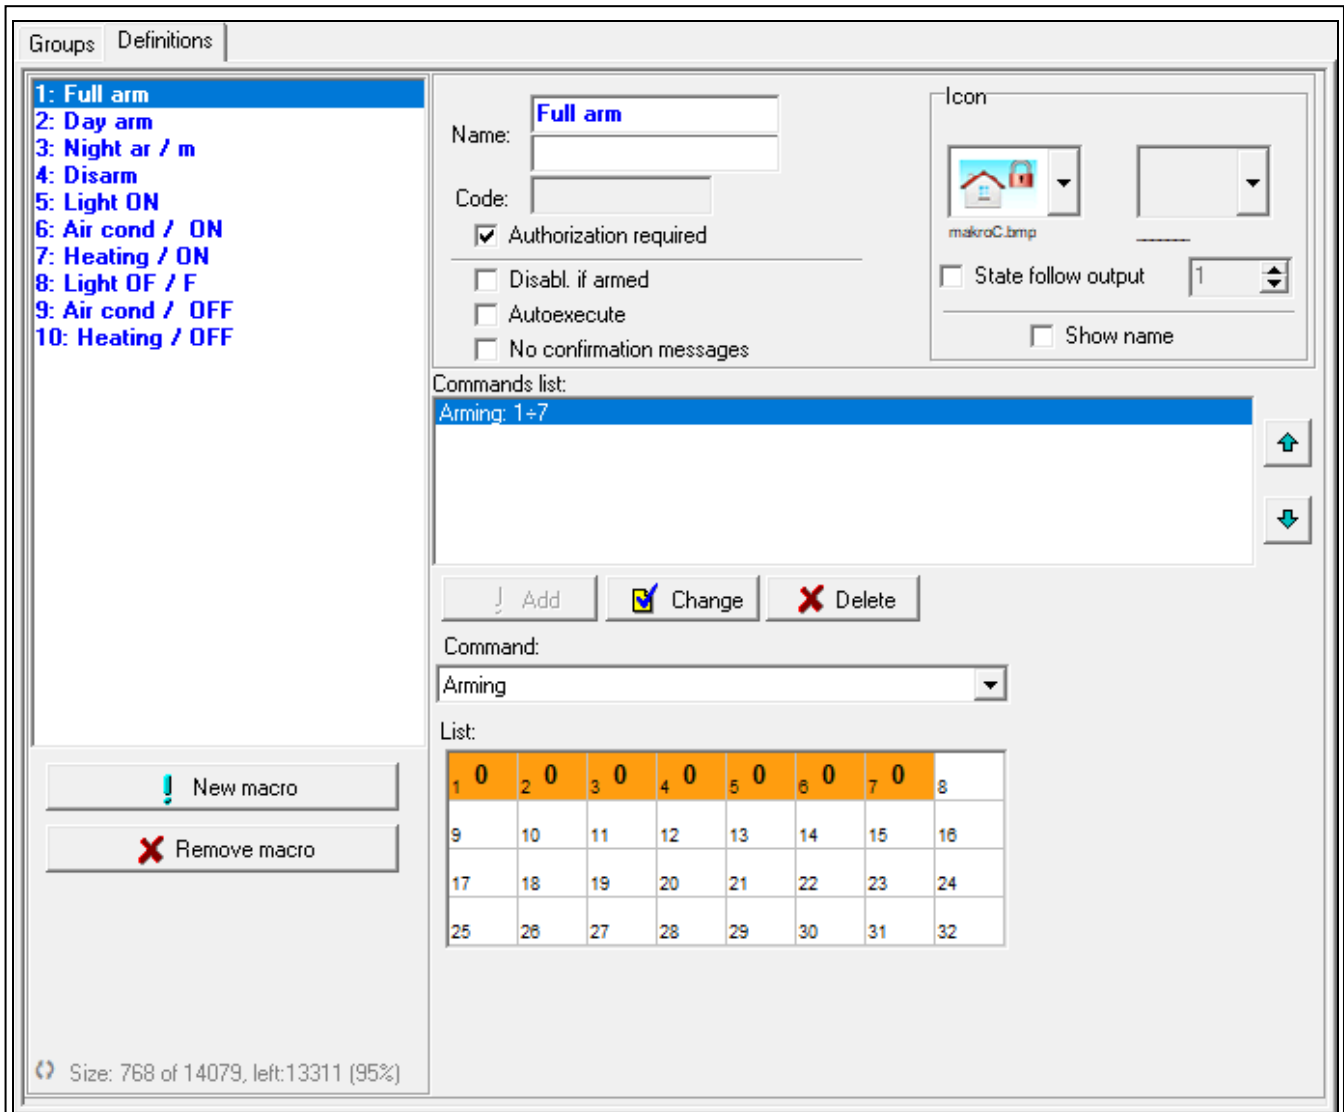 Groups Definitions
1: Full arm
2: Day arm
3: Night ar / m
4: Disarm
5: Light ON
6: Air cond /  ON
7: Heating / ON
8: Light OF / F
9: Air cond /  OFF
10: Heating / OFF
New macro
Remove macro
Size: 768 of 14079, left:13311 (95%)
Name: Full arm
Code:
Authorization required
Disabl. if armed
Autoexecute
No confirmation messages
Icon
makroC.bmp
State follow output 1
Show name
Commands list:
Arming: 1÷7
Add Change Delete
Command:
Arming
List:
1 0 2 0 3 0 4 0 5 0 6 0 7 0 8
9 10 11 12 13 14 15 16
17 18 19 20 21 22 23 24
25 26 27 28 29 30 31 32